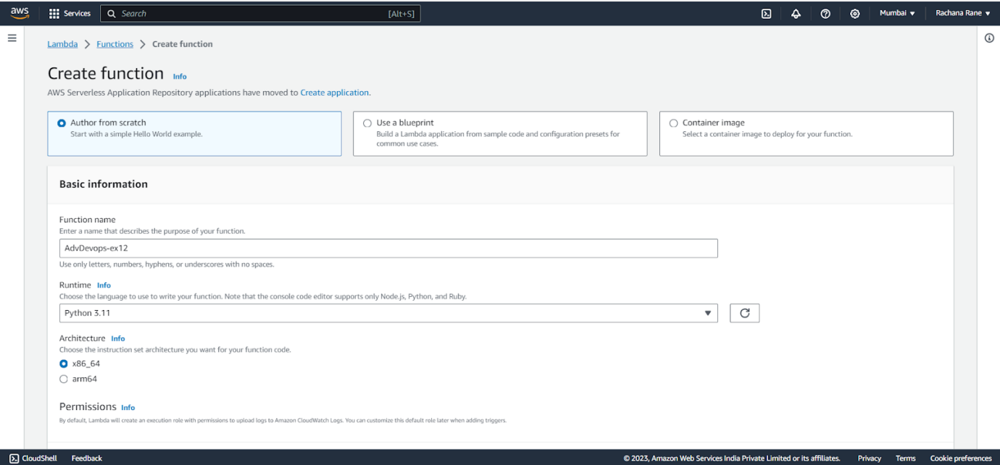 aws
Services
Search
[Alt+S]
Mumbai
Rachana Rane
Lambda > Functions > Create function
Create function Info
AWS Serverless Application Repository applications have moved to Create application.
Author from scratch
Start with a simple Hello World example.
Use a blueprint
Build a Lambda application from sample code and configuration presets for
common use cases.
Container image
Select a container image to deploy for your function.
Basic information
Function name
Enter a name that describes the purpose of your function.
AdvDevops-ex12
Use only letters, numbers, hyphens, or underscores with no spaces.
Runtime Info
Choose the language to use to write your function. Note that the console code editor supports only Node.js, Python, and Ruby.
Python 3.11
Architecture Info
Choose the instruction set architecture you want for your function code.
x86_64
arm64
Permissions Info
By default, Lambda will create an execution role with permissions to upload logs to Amazon CloudWatch Logs. You can customize this default role later when adding triggers.
CloudShell
Feedback
© 2023, Amazon Web Services India Private Limited or its affiliates.
Privacy
Terms
Cookie preferences